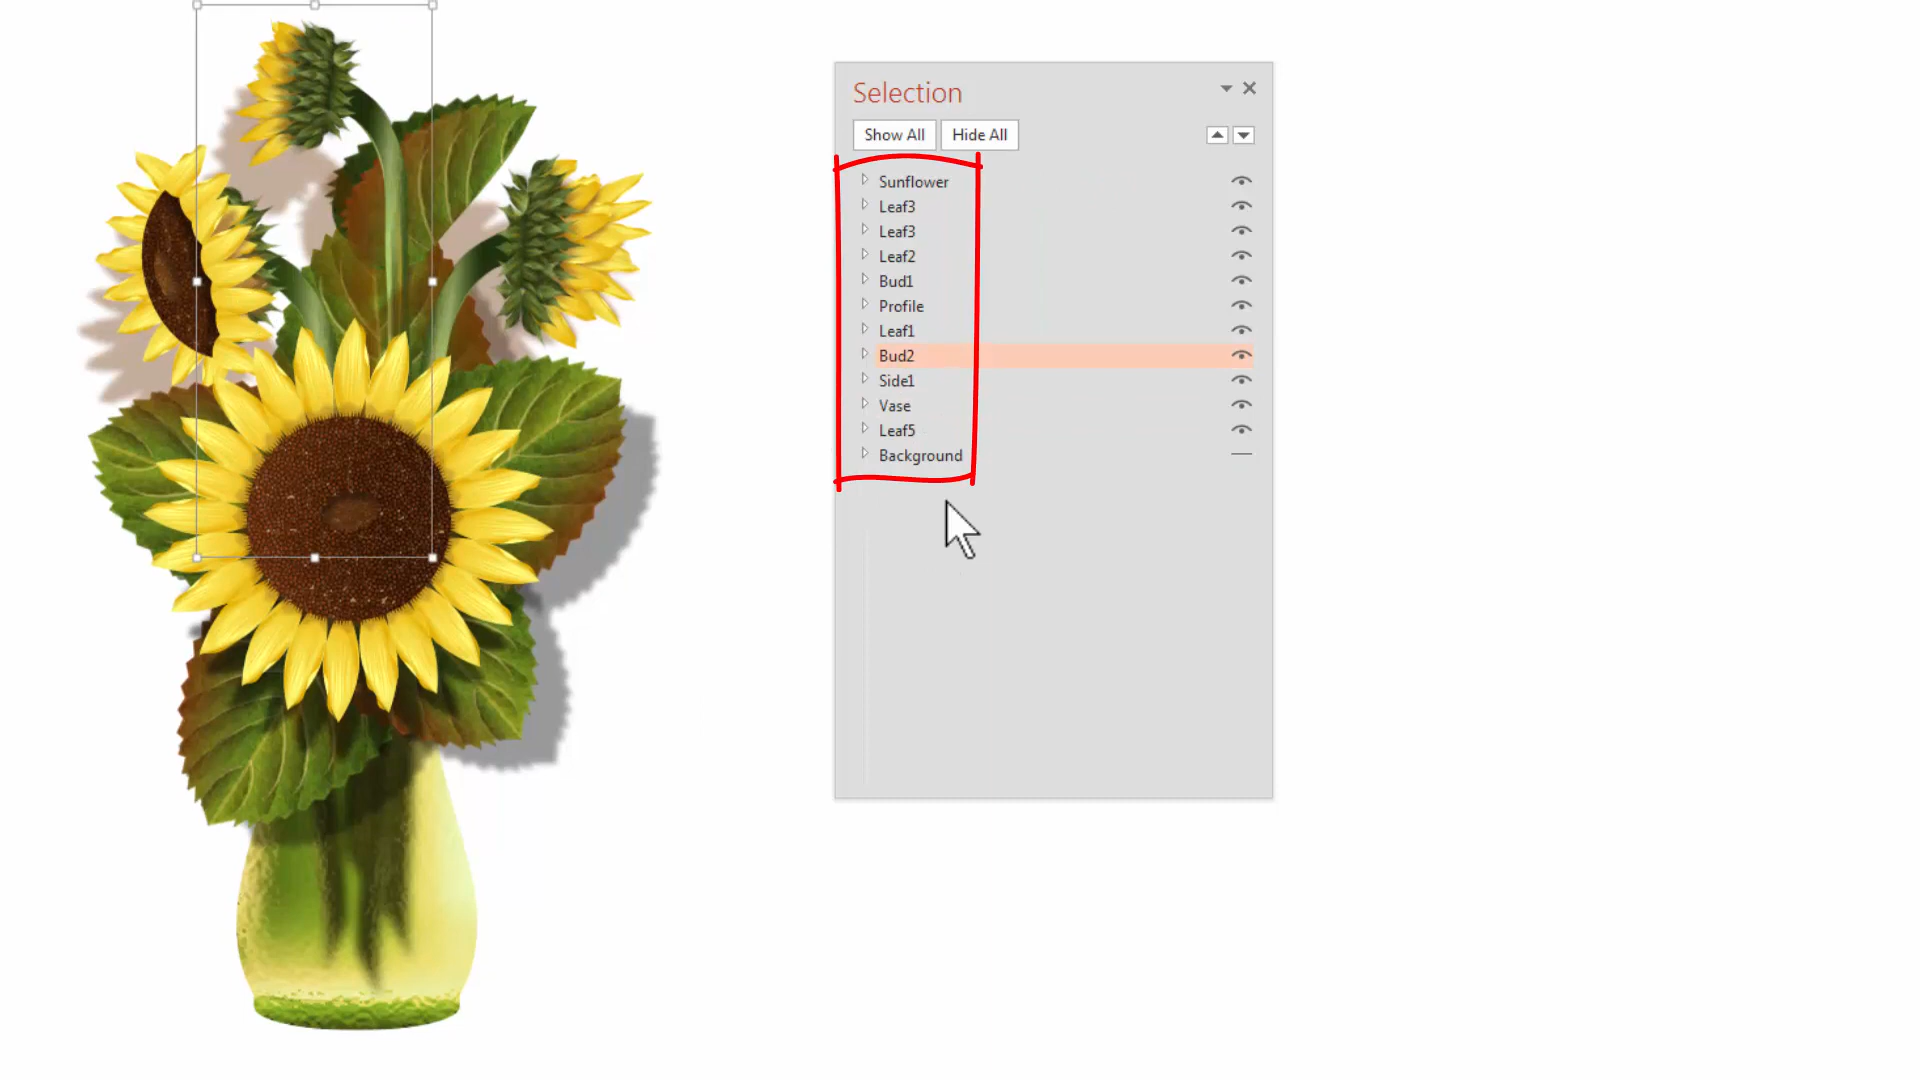 Selection
Show All Hide All
Sunflower
Leaf3
Leaf3
Leaf2
Bud1
Profile
Leaf1
Bud2
Side1
Vase
Leaf5
Background